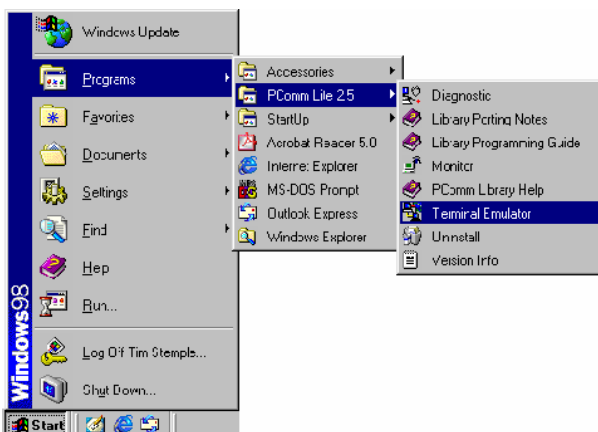 Windows Update
Programs
Favorites
Documents
Settings
Find
Help
Run...
Log Off Tim Stemple...
Shut Down...
Windows98
Start
Accessories
PComm Lite 2.5
StartUp
Acrobat Reader 5.0
Internet Explorer
MS-DOS Prompt
Outlook Express
Windows Explorer
Diagnostic
Library Porting Notes
Library Programming Guide
Monitor
PComm Library Help
Terminal Emulator
Uninstall
Version Info